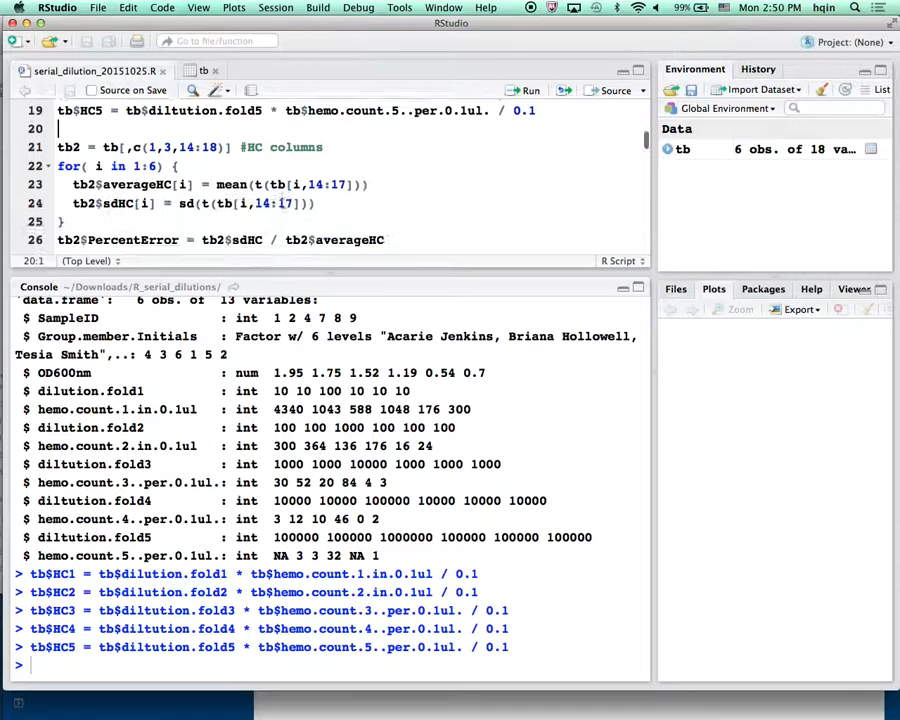 RStudio File Edit Code View Plots Session Build Debug Tools Window Help 99% Mon 2:50 PM hqin
RStudio
Go to file/function Project: (None)
serial_dilution_20151025.R tb
Source on Save Run Source
19 tb$HC5 = tb$diltution.fold5 * tb$hemo.count.5..per.0.1ul. / 0.1
20
21 tb2 = tb[,c(1,3,14:18)] #HC columns
22 for( i in 1:6) {
23 tb2$averageHC[i] = mean(t(tb[i,14:17]))
24 tb2$sdHC[i] = sd(t(tb[i,14:17]))
25 }
26 tb2$PercentError = tb2$sdHC / tb2$averageHC
20:1 (Top Level) R Script
Console ~/Downloads/R_serial_dilutions/
'data.frame': 6 obs. of 13 variables:
$ SampleID : int 1 2 4 7 8 9
$ Group.member.Initials : Factor w/ 6 levels "Acarie Jenkins, Briana Hollowell,
Tesia Smith",..: 4 3 6 1 5 2
$ OD600nm : num 1.95 1.75 1.52 1.19 0.54 0.7
$ dilution.fold1 : int 10 10 100 10 10 10
$ hemo.count.1.in.0.1ul : int 4340 1043 588 1048 176 300
$ dilution.fold2 : int 100 100 1000 100 100 100
$ hemo.count.2.in.0.1ul : int 300 364 136 176 16 24
$ diltution.fold3 : int 1000 1000 10000 1000 1000 1000
$ hemo.count.3..per.0.1ul.: int 30 52 20 84 4 3
$ diltution.fold4 : int 10000 10000 100000 10000 10000 10000
$ hemo.count.4..per.0.1ul.: int 3 12 10 46 0 2
$ diltution.fold5 : int 100000 100000 1000000 100000 100000 100000
$ hemo.count.5..per.0.1ul.: int NA 3 3 32 NA 1
> tb$HC1 = tb$dilution.fold1 * tb$hemo.count.1.in.0.1ul / 0.1
> tb$HC2 = tb$dilution.fold2 * tb$hemo.count.2.in.0.1ul / 0.1
> tb$HC3 = tb$diltution.fold3 * tb$hemo.count.3..per.0.1ul. / 0.1
> tb$HC4 = tb$diltution.fold4 * tb$hemo.count.4..per.0.1ul. / 0.1
> tb$HC5 = tb$diltution.fold5 * tb$hemo.count.5..per.0.1ul. / 0.1
>
Environment History
Import Dataset List
Global Environment
Data
tb 6 obs. of 18 va…
Files Plots Packages Help Viewer
Zoom Export